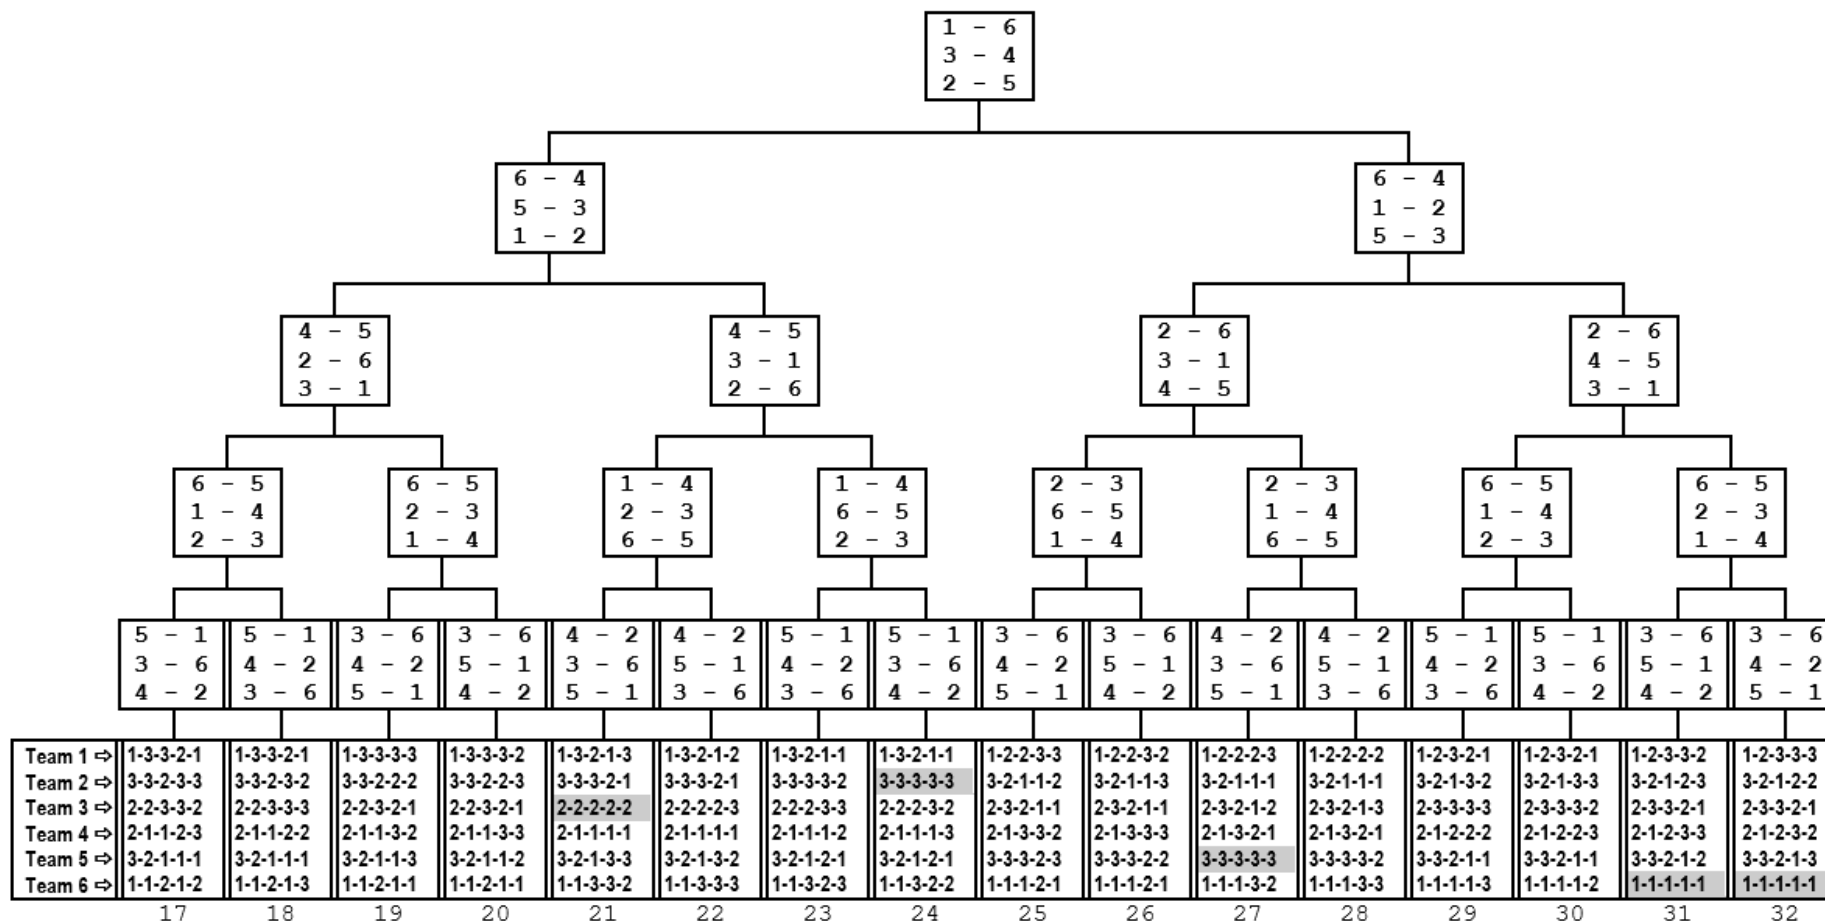 1 – 6
3 – 4
2 – 5
6 – 4 6 – 4
5 – 3 1 – 2
1 – 2 5 – 3
4 – 5 4 – 5 2 – 6 2 – 6
2 – 6 3 – 1 3 – 1 4 – 5
3 – 1 2 – 6 4 – 5 3 – 1
6 – 5 6 – 5 1 – 4 1 – 4 2 – 3 2 – 3 6 – 5 6 – 5
1 – 4 2 – 3 2 – 3 6 – 5 6 – 5 1 – 4 1 – 4 2 – 3
2 – 3 1 – 4 6 – 5 2 – 3 1 – 4 6 – 5 2 – 3 1 – 4
5 – 1 5 – 1 3 – 6 3 – 6 4 – 2 4 – 2 5 – 1 5 – 1 3 – 6 3 – 6 4 – 2 4 – 2 5 – 1 5 – 1 3 – 6 3 – 6
3 – 6 4 – 2 4 – 2 5 – 1 3 – 6 5 – 1 4 – 2 3 – 6 4 – 2 5 – 1 3 – 6 5 – 1 4 – 2 3 – 6 5 – 1 4 – 2
4 – 2 3 – 6 5 – 1 4 – 2 5 – 1 3 – 6 3 – 6 4 – 2 5 – 1 4 – 2 5 – 1 3 – 6 3 – 6 4 – 2 4 – 2 5 – 1
Team 1 ⇨ 1-3-3-2-1 1-3-3-2-1 1-3-3-3-3 1-3-3-3-2 1-3-2-1-3 1-3-2-1-2 1-3-2-1-1 1-3-2-1-1 1-2-2-3-3 1-2-2-3-2 1-2-2-2-3 1-2-2-2-2 1-2-3-2-1 1-2-3-2-1 1-2-3-3-2 1-2-3-3-3
Team 2 ⇨ 3-3-2-3-3 3-3-2-3-2 3-3-2-2-2 3-3-2-2-3 3-3-3-2-1 3-3-3-2-1 3-3-3-3-2 3-3-3-3-3 3-2-1-1-2 3-2-1-1-3 3-2-1-1-1 3-2-1-1-1 3-2-1-3-2 3-2-1-3-3 3-2-1-2-3 3-2-1-2-2
Team 3 ⇨ 2-2-3-3-2 2-2-3-3-3 2-2-3-2-1 2-2-3-2-1 2-2-2-2-2 2-2-2-2-3 2-2-2-3-3 2-2-2-3-2 2-3-2-1-1 2-3-2-1-1 2-3-2-1-2 2-3-2-1-3 2-3-3-3-3 2-3-3-3-2 2-3-3-2-1 2-3-3-2-1
Team 4 ⇨ 2-1-1-2-3 2-1-1-2-2 2-1-1-3-2 2-1-1-3-3 2-1-1-1-1 2-1-1-1-1 2-1-1-1-2 2-1-1-1-3 2-1-3-3-2 2-1-3-3-3 2-1-3-2-1 2-1-3-2-1 2-1-2-2-2 2-1-2-2-3 2-1-2-3-3 2-1-2-3-2
Team 5 ⇨ 3-2-1-1-1 3-2-1-1-1 3-2-1-1-3 3-2-1-1-2 3-2-1-3-3 3-2-1-3-2 3-2-1-2-1 3-2-1-2-1 3-3-3-2-3 3-3-3-2-2 3-3-3-3-3 3-3-3-3-2 3-3-2-1-1 3-3-2-1-1 3-3-2-1-2 3-3-2-1-3
Team 6 ⇨ 1-1-2-1-2 1-1-2-1-3 1-1-2-1-1 1-1-2-1-1 1-1-3-3-2 1-1-3-3-3 1-1-3-2-3 1-1-3-2-2 1-1-1-2-1 1-1-1-2-1 1-1-1-3-2 1-1-1-3-3 1-1-1-1-3 1-1-1-1-2 1-1-1-1-1 1-1-1-1-1
17 18 19 20 21 22 23 24 25 26 27 28 29 30 31 32